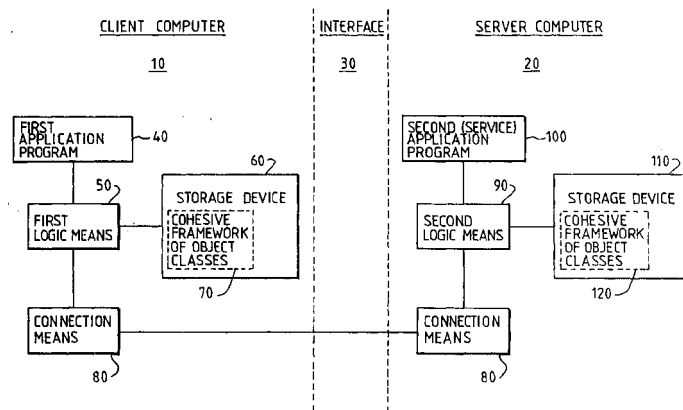 CLIENT COMPUTER
INTERFACE
SERVER COMPUTER
10
30
20
FIRST
APPLICATION
PROGRAM
40
SECOND (SERVICE)
APPLICATION
PROGRAM
100
50
60
90
110
FIRST
LOGIC MEANS
STORAGE DEVICE
COHESIVE
FRAMEWORK
OF OBJECT
CLASSES
70
SECOND
LOGIC MEANS
STORAGE DEVICE
COHESIVE
FRAMEWORK
OF OBJECT
CLASSES
120
CONNECTION
MEANS
80
CONNECTION
MEANS
80